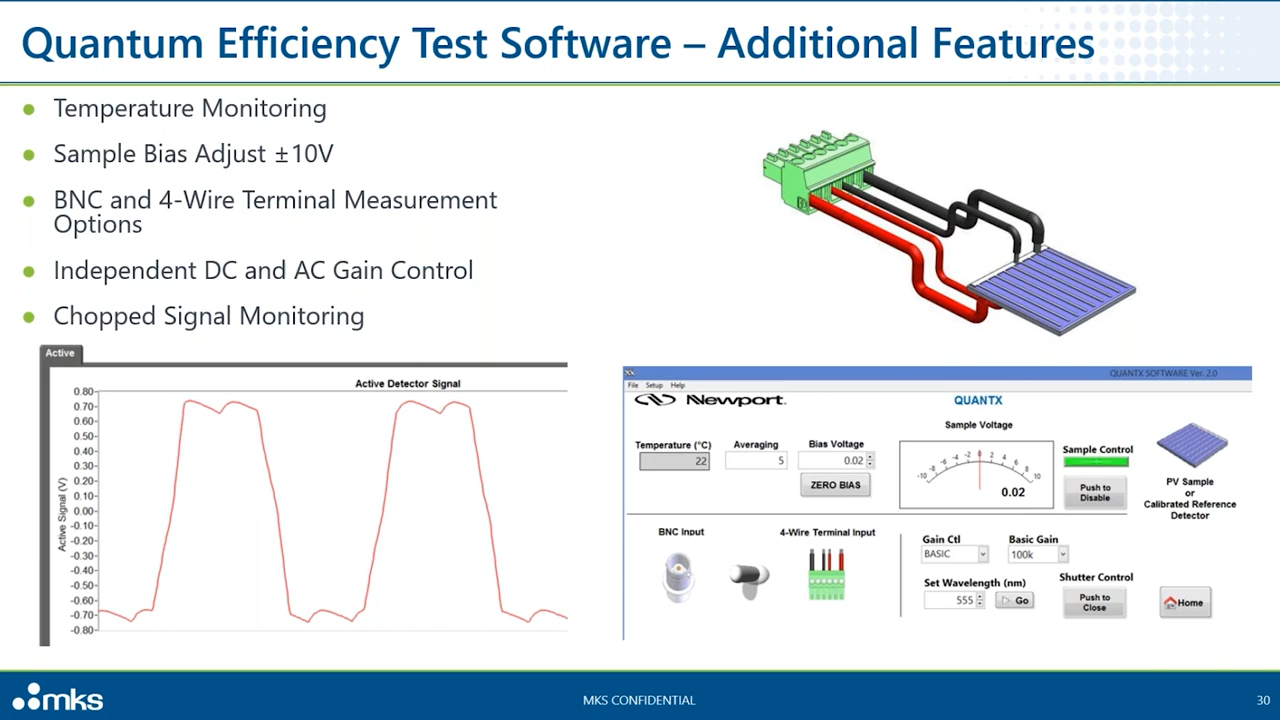 Quantum Efficiency Test Software – Additional Features
Temperature Monitoring
Sample Bias Adjust ±10V
BNC and 4-Wire Terminal Measurement
Options
Independent DC and AC Gain Control
Chopped Signal Monitoring
Active
Active Detector Signal
Active Signal (V)
0.80
0.70
0.60
0.50
0.40
0.30
0.20
0.10
0.00
-0.10
-0.20
-0.30
-0.40
-0.50
-0.60
-0.70
-0.80
QUANTX SOFTWARE Ver. 2.0
File Setup Help
Newport.
QUANTX
Sample Voltage
Temperature (°C)
22
Averaging
5
Bias Voltage
0.02
ZERO BIAS
-10 -8 -6 -4 -2 0 2 4 6 8 10
0.02
Sample Control
Push to
Disable
PV Sample
or
Calibrated Reference
Detector
BNC Input
4-Wire Terminal Input
Gain Ctl
BASIC
Basic Gain
100k
Set Wavelength (nm)
555
Go
Shutter Control
Push to
Close
Home
mks
MKS CONFIDENTIAL
30